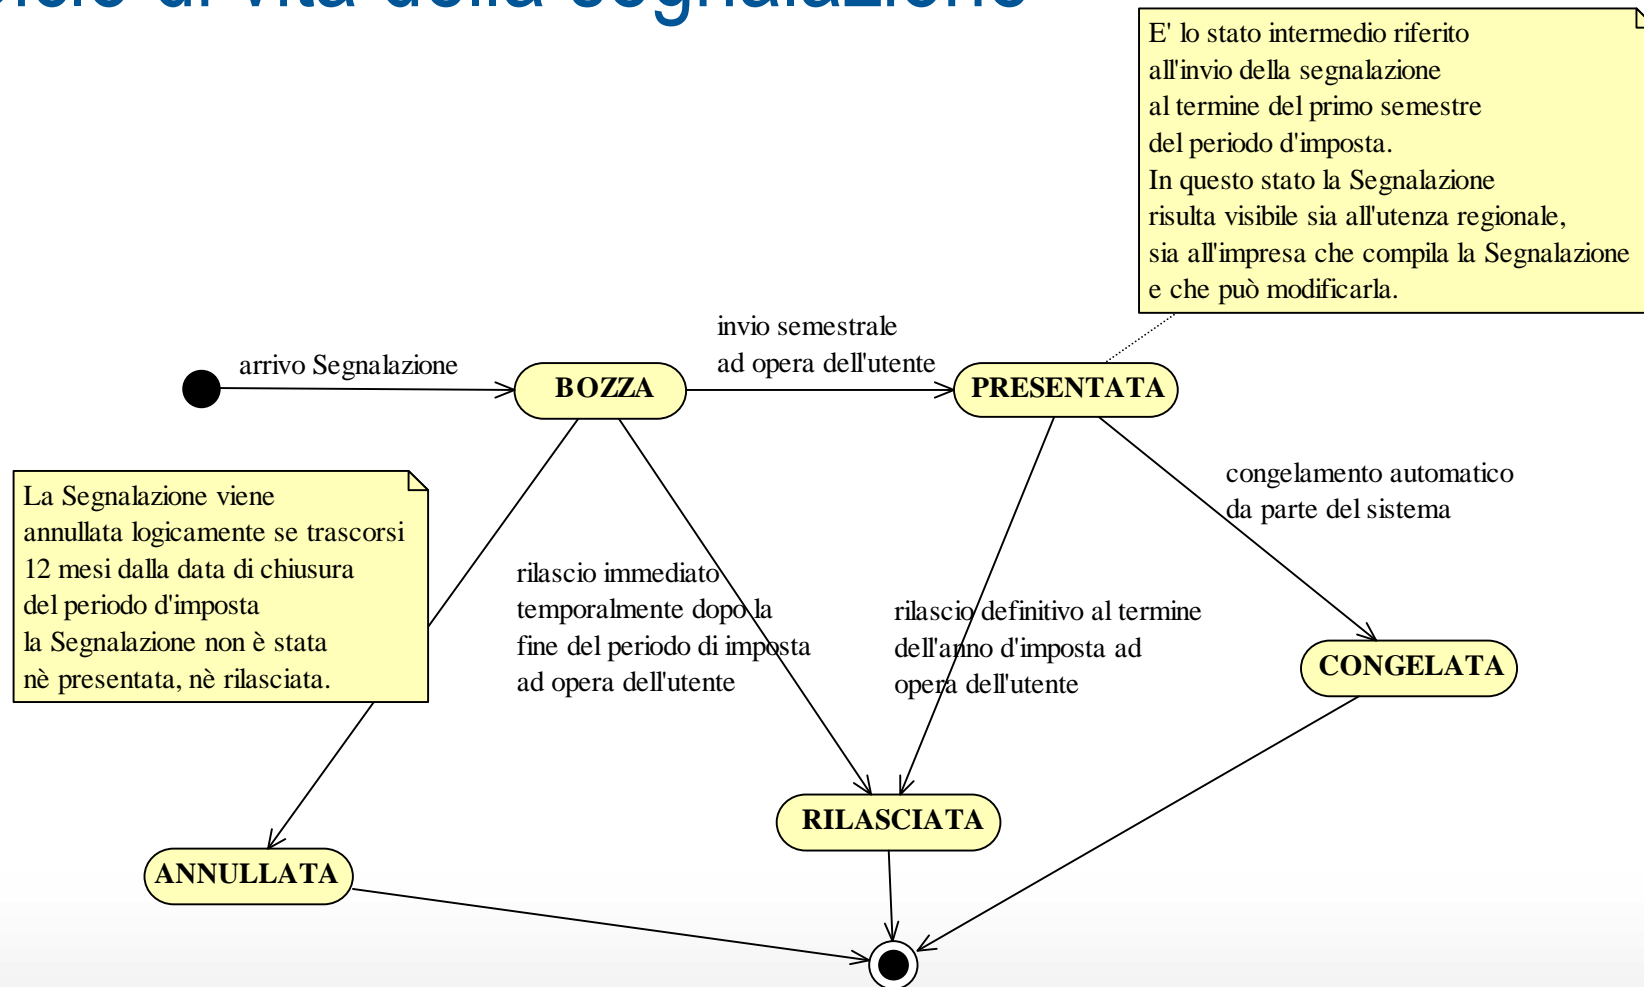 di vita della segnalazione
E' lo stato intermedio riferito
all'invio della segnalazione
al termine del primo semestre
del periodo d'imposta.
In questo stato la Segnalazione
risulta visibile sia all'utenza regionale,
sia all'impresa che compila la Segnalazione
e che può modificarla.
invio semestrale
ad opera dell'utente
arrivo Segnalazione
BOZZA
PRESENTATA
congelamento automatico
da parte del sistema
La Segnalazione viene
annullata logicamente se trascorsi
12 mesi dalla data di chiusura
del periodo d'imposta
la Segnalazione non è stata
nè presentata, nè rilasciata.
rilascio immediato
temporalmente dopo la
fine del periodo di imposta
ad opera dell'utente
rilascio definitivo al termine
dell'anno d'imposta ad
opera dell'utente
CONGELATA
RILASCIATA
ANNULLATA